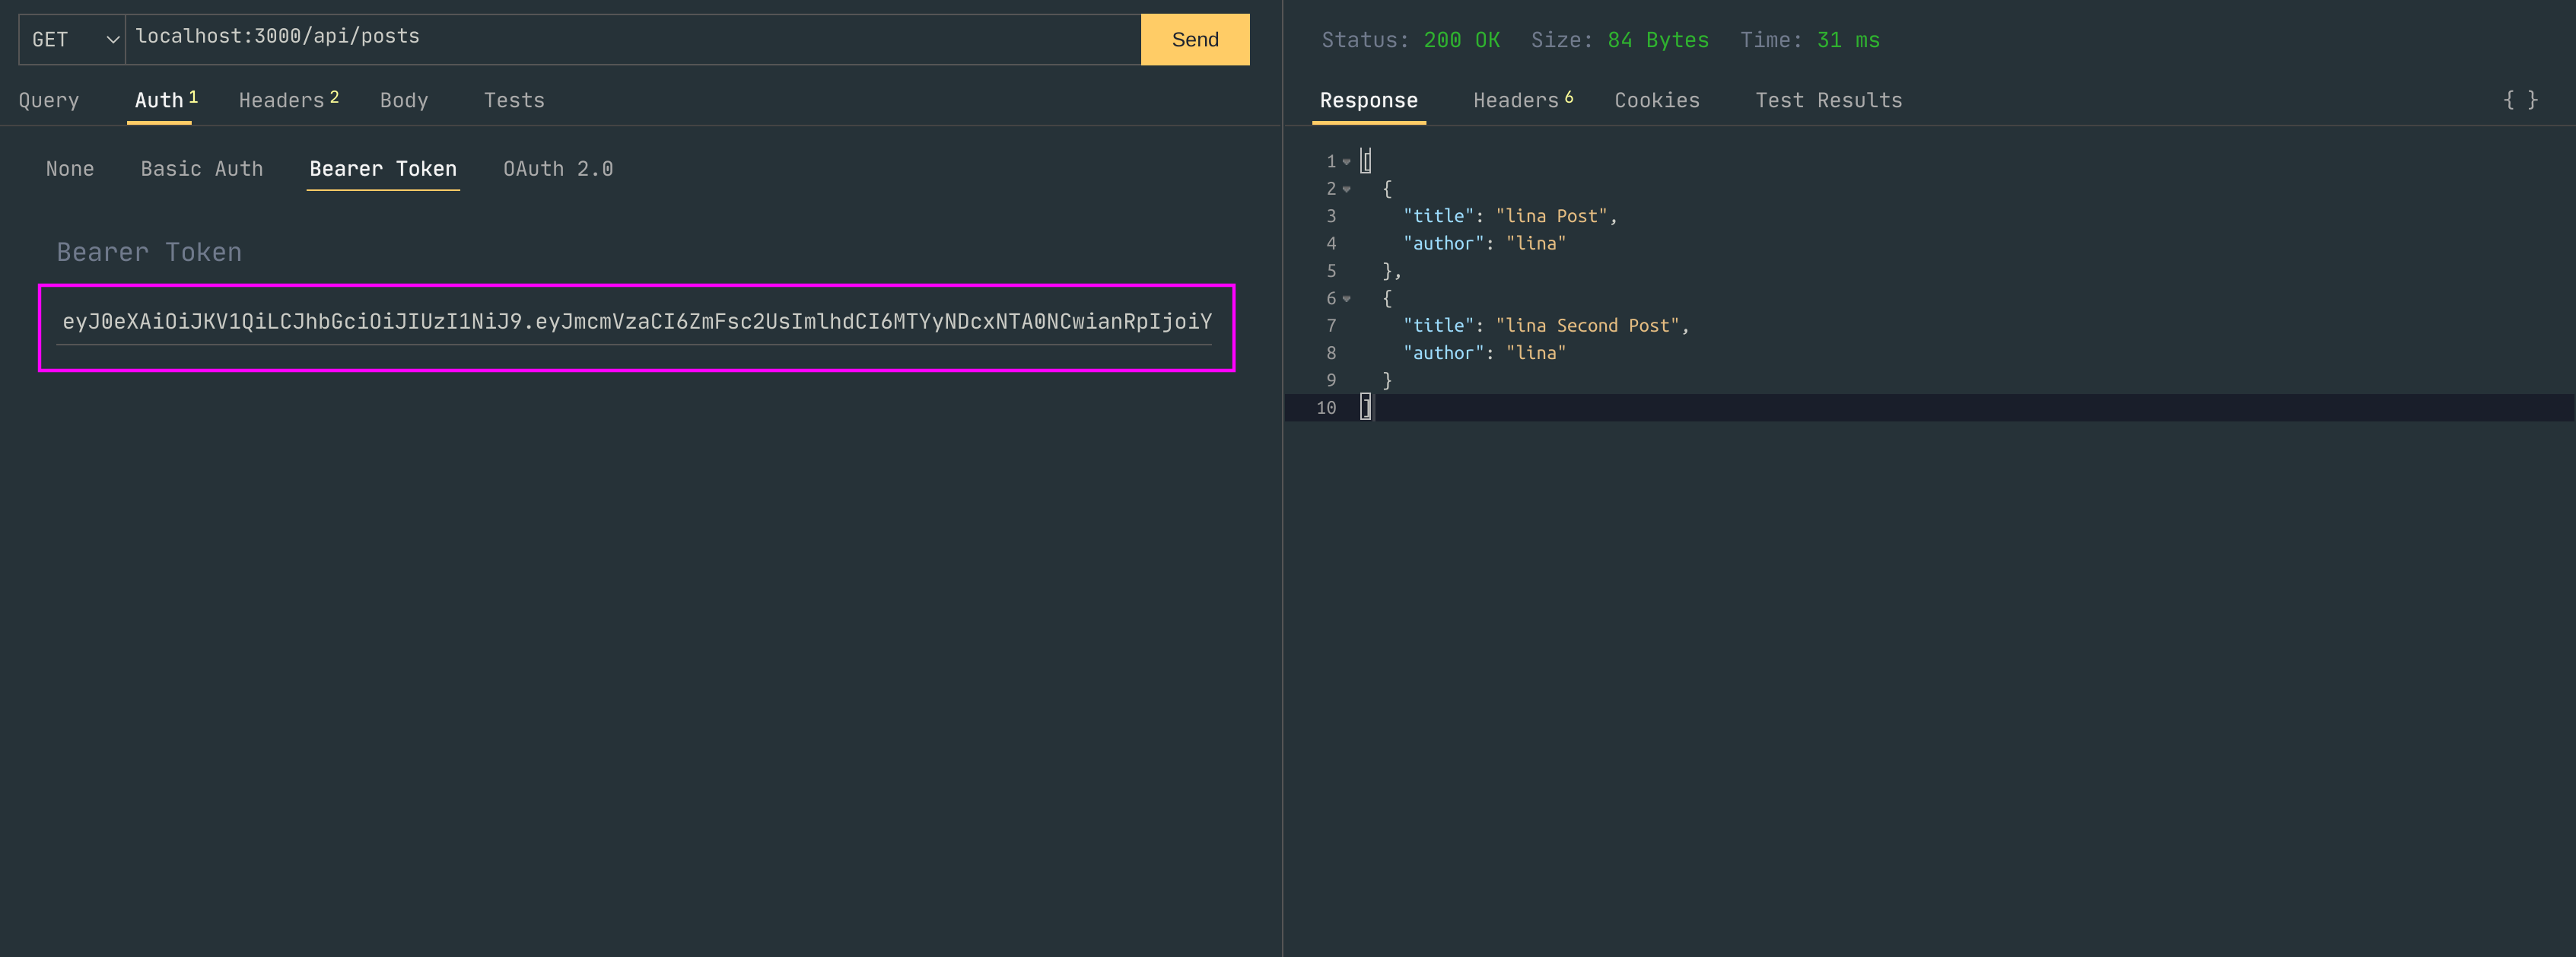 GET
localhost:3000/api/posts
Send
Query
Auth 1
Headers 2
Body
Tests
None
Basic Auth
Bearer Token
OAuth 2.0
Bearer Token
eyJ0eXAiOiJKV1QiLCJhbGciOiJIUzI1NiJ9.eyJmcmVzaCI6ZmFsc2UsImlhdCI6MTYyNDcxNTA0NCwianRpIjoiY
Status: 200 OK
Size: 84 Bytes
Time: 31 ms
Response
Headers 6
Cookies
Test Results
{ }
1 [
2 {
3 "title": "lina Post",
4 "author": "lina"
5 },
6 {
7 "title": "lina Second Post",
8 "author": "lina"
9 }
10 ]